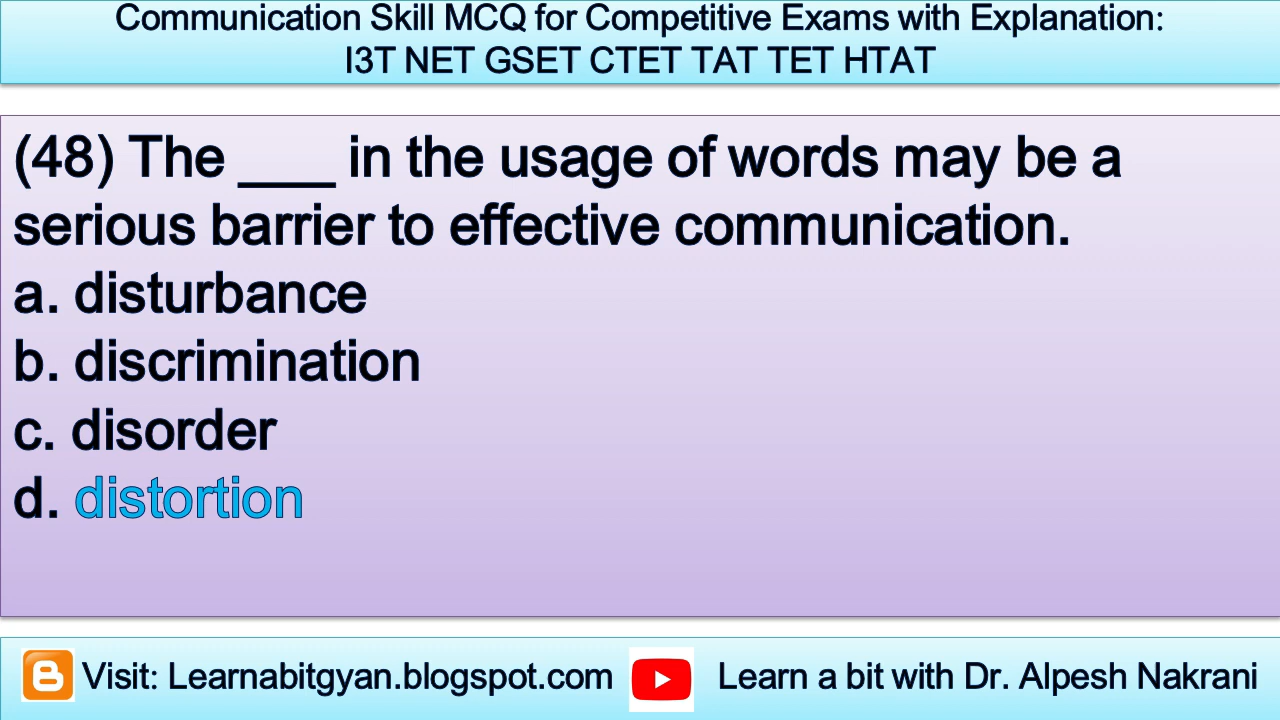 Communication Skill MCQ for Competitive Exams with Explanation:
I3T NET GSET CTET TAT TET HTAT
(48) The ___ in the usage of words may be a
serious barrier to effective communication.
a. disturbance
b. discrimination
c. disorder
d. distortion
Visit: Learnabitgyan.blogspot.com Learn a bit with Dr. Alpesh Nakrani